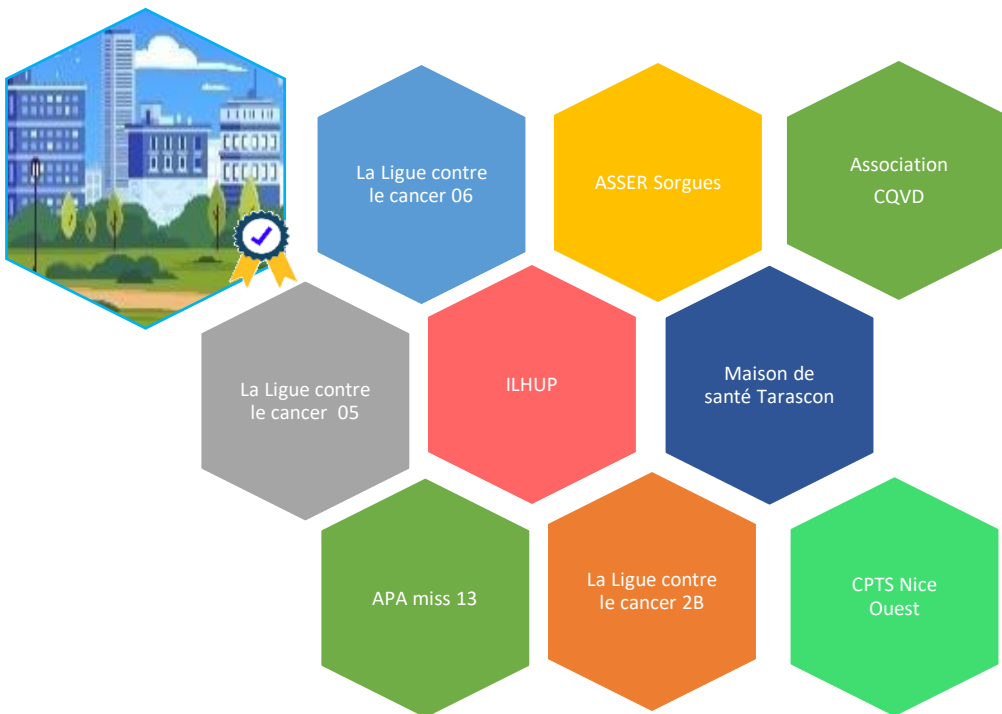 La Ligue contre
le cancer 06
ASSER Sorgues
Association
CQVD
La Ligue contre
le cancer 05
ILHUP
Maison de
santé Tarascon
APA miss 13
La Ligue contre
le cancer 2B
CPTS Nice
Ouest